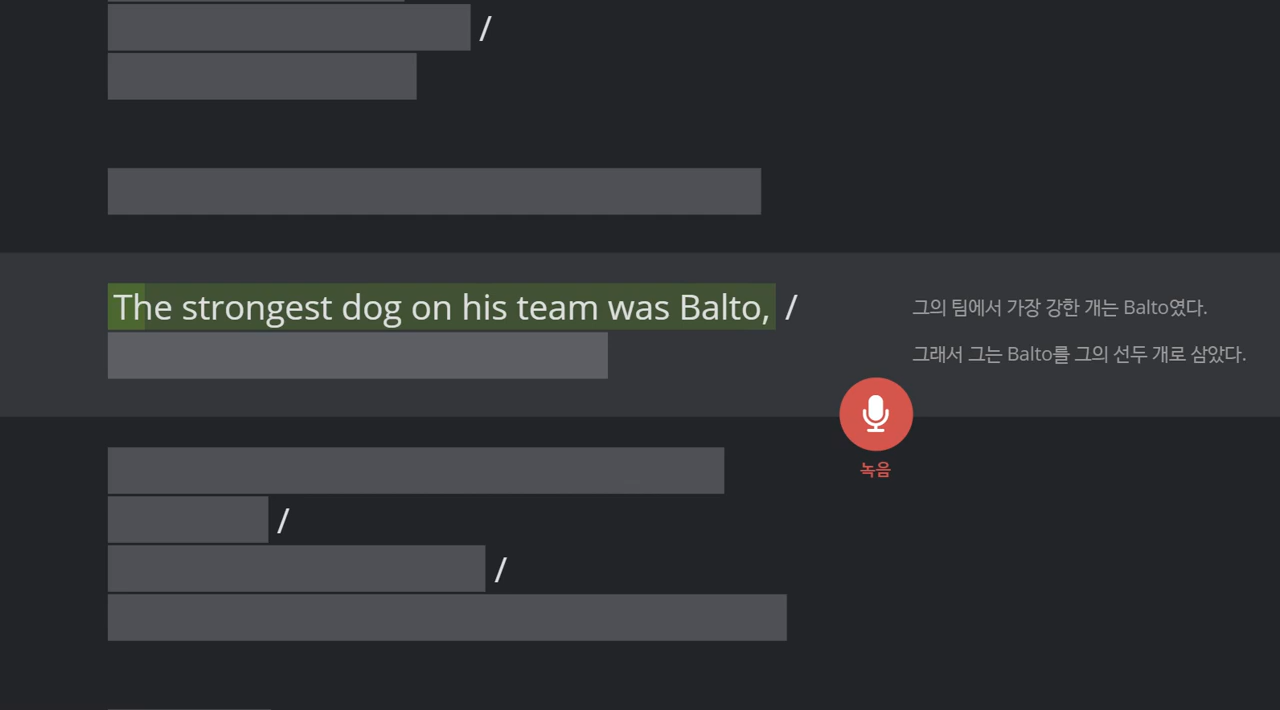 /
The strongest dog on his team was Balto, /
그의 팀에서 가장 강한 개는 Balto였다.
그래서 그는 Balto를 그의 선두 개로 삼았다.
녹음
/
/